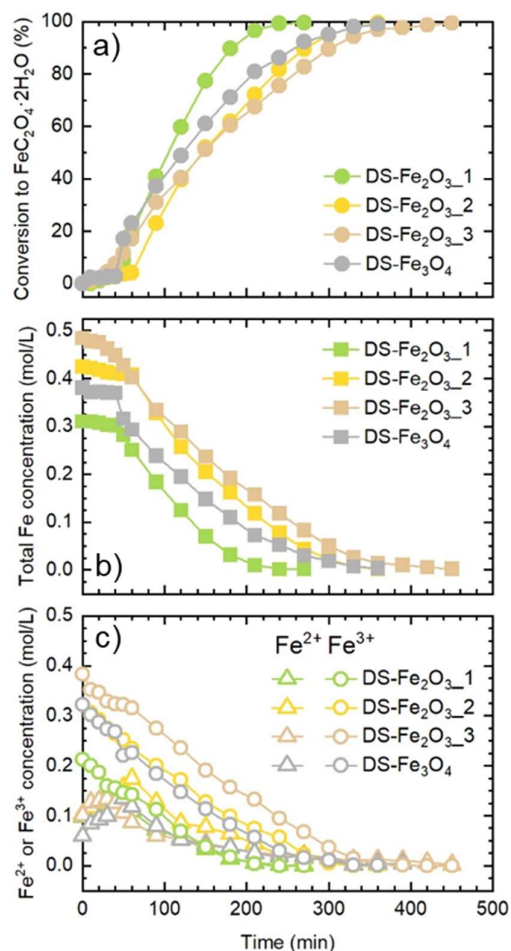 a)
Conversion to FeC₂O₄·2H₂O (%)
100
80
60
40
20
0
DS-Fe₂O₃_1
DS-Fe₂O₃_2
DS-Fe₂O₃_3
DS-Fe₃O₄
b)
Total Fe concentration (mol/L)
0.5
0.4
0.3
0.2
0.1
0.0
DS-Fe₂O₃_1
DS-Fe₂O₃_2
DS-Fe₂O₃_3
DS-Fe₃O₄
c)
Fe²⁺ or Fe³⁺ concentration (mol/L)
0.5
0.4
0.3
0.2
0.1
0.0
Fe²⁺ Fe³⁺
DS-Fe₂O₃_1
DS-Fe₂O₃_2
DS-Fe₂O₃_3
DS-Fe₃O₄
0 100 200 300 400 500
Time (min)